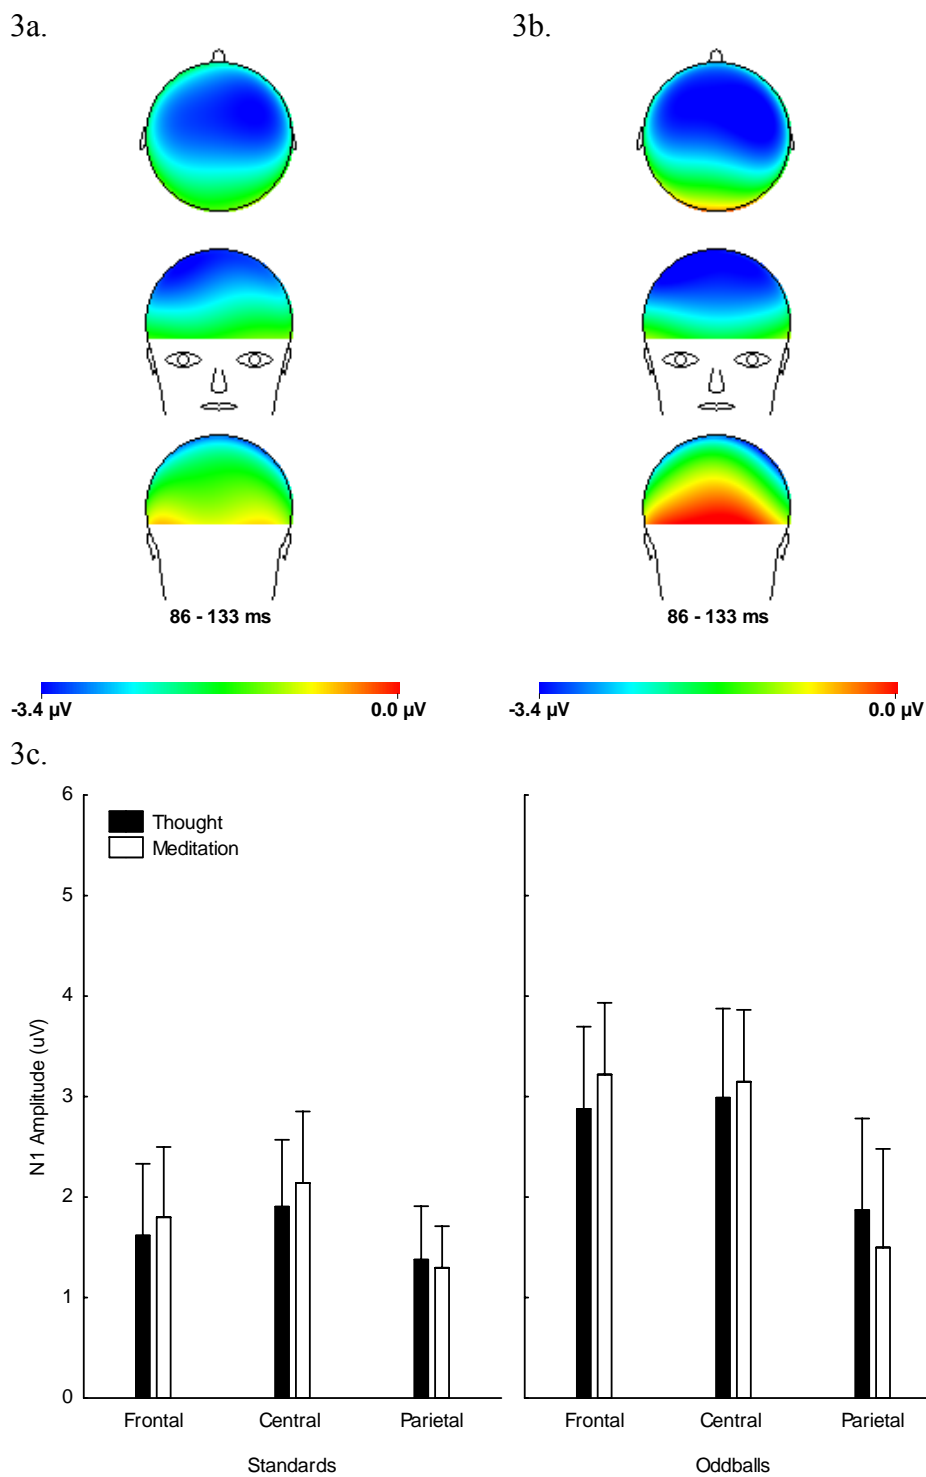 3a. 3b.
86 - 133 ms 86 - 133 ms
-3.4 µV 0.0 µV -3.4 µV 0.0 µV
3c.
6
Thought
Meditation
5
4
N1 Amplitude (uV)
3
2
1
0
Frontal Central Parietal Frontal Central Parietal
Standards Oddballs